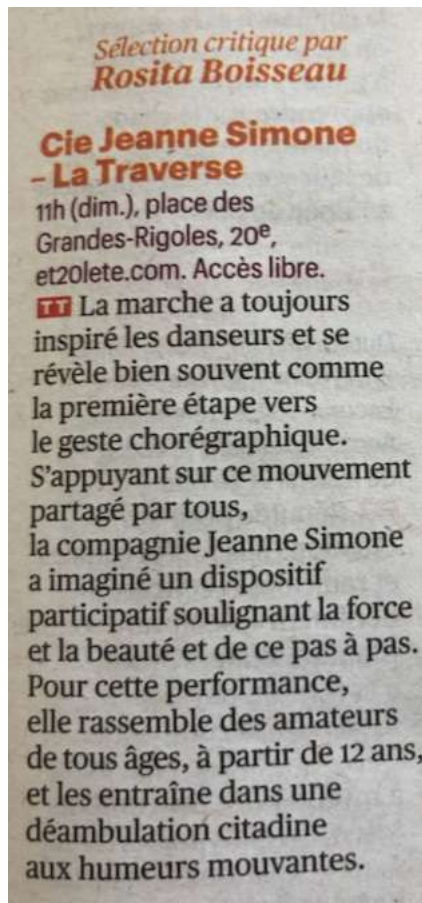 Sélection critique par
Rosita Boisseau
Cie Jeanne Simone
– La Traverse
11h (dim.), place des
Grandes-Rigoles, 20e,
et20lete.com. Accès libre.
TT La marche a toujours
inspiré les danseurs et se
révèle bien souvent comme
la première étape vers
le geste chorégraphique.
S'appuyant sur ce mouvement
partagé par tous,
la compagnie Jeanne Simone
a imaginé un dispositif
participatif soulignant la force
et la beauté et de ce pas à pas.
Pour cette performance,
elle rassemble des amateurs
de tous âges, à partir de 12 ans,
et les entraîne dans une
déambulation citadine
aux humeurs mouvantes.